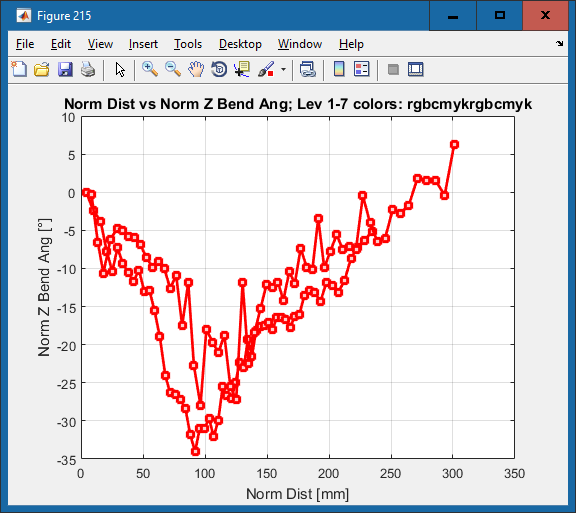 Figure 215
File Edit View Insert Tools Desktop Window Help
Norm Dist vs Norm Z Bend Ang; Lev 1-7 colors: rgbcmykrgbcmyk
10
5
0
-5
-10
-15
-20
-25
-30
-35
Norm Z Bend Ang [°]
0 50 100 150 200 250 300 350
Norm Dist [mm]